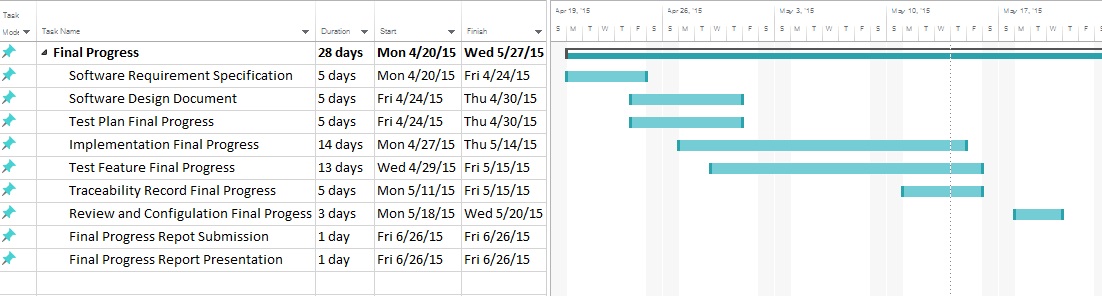 Task Mode Task Name Duration Start Finish
Apr 19, '15 Apr 26, '15 May 3, '15 May 10, '15 May 17, '15
S M T W T F S S M T W T F S S M T W T F S S M T W T F S S M T W T F S
Final Progress 28 days Mon 4/20/15 Wed 5/27/15
Software Requirement Specification 5 days Mon 4/20/15 Fri 4/24/15
Software Design Document 5 days Fri 4/24/15 Thu 4/30/15
Test Plan Final Progress 5 days Fri 4/24/15 Thu 4/30/15
Implementation Final Progress 14 days Mon 4/27/15 Thu 5/14/15
Test Feature Final Progress 13 days Wed 4/29/15 Fri 5/15/15
Traceability Record Final Progress 5 days Mon 5/11/15 Fri 5/15/15
Review and Configulation Final Progess 3 days Mon 5/18/15 Wed 5/20/15
Final Progress Repot Submission 1 day Fri 6/26/15 Fri 6/26/15
Final Progress Report Presentation 1 day Fri 6/26/15 Fri 6/26/15